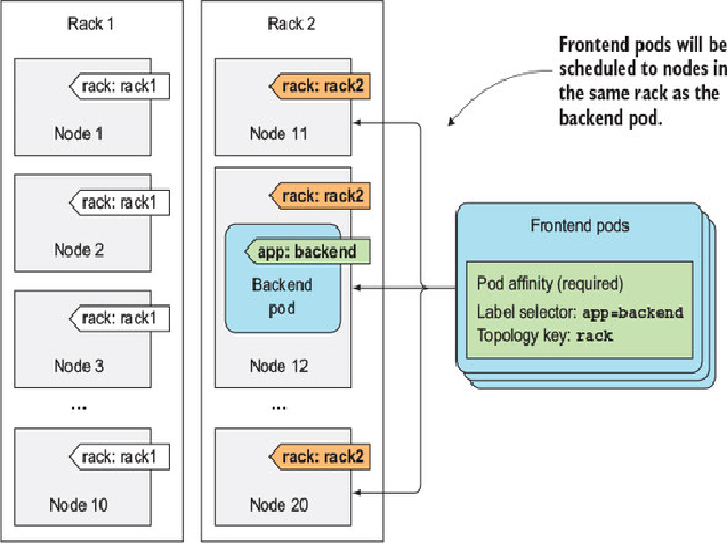 Rack 1
rack: rack1
Node 1
rack: rack1
Node 2
rack: rack1
Node 3
...
rack: rack1
Node 10
Rack 2
rack: rack2
Node 11
rack: rack2
app: backend
Backend
pod
Node 12
...
rack: rack2
Node 20
Frontend pods will be
scheduled to nodes in
the same rack as the
backend pod.
Frontend pods
Pod affinity (required)
Label selector: app=backend
Topology key: rack